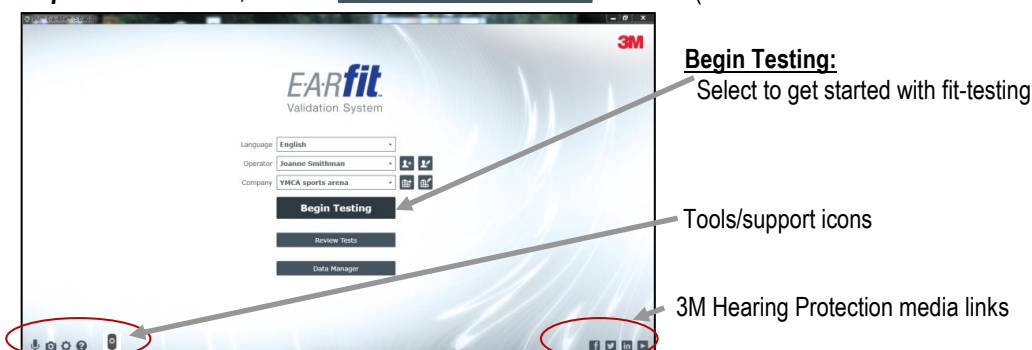 3M
Begin Testing:
Select to get started with fit-testing
E·A·Rfit
Validation System
Language English
Operator Joanne Smithman
Company YMCA sports arena
Begin Testing
Review Tests
Data Manager
Tools/support icons
3M Hearing Protection media links